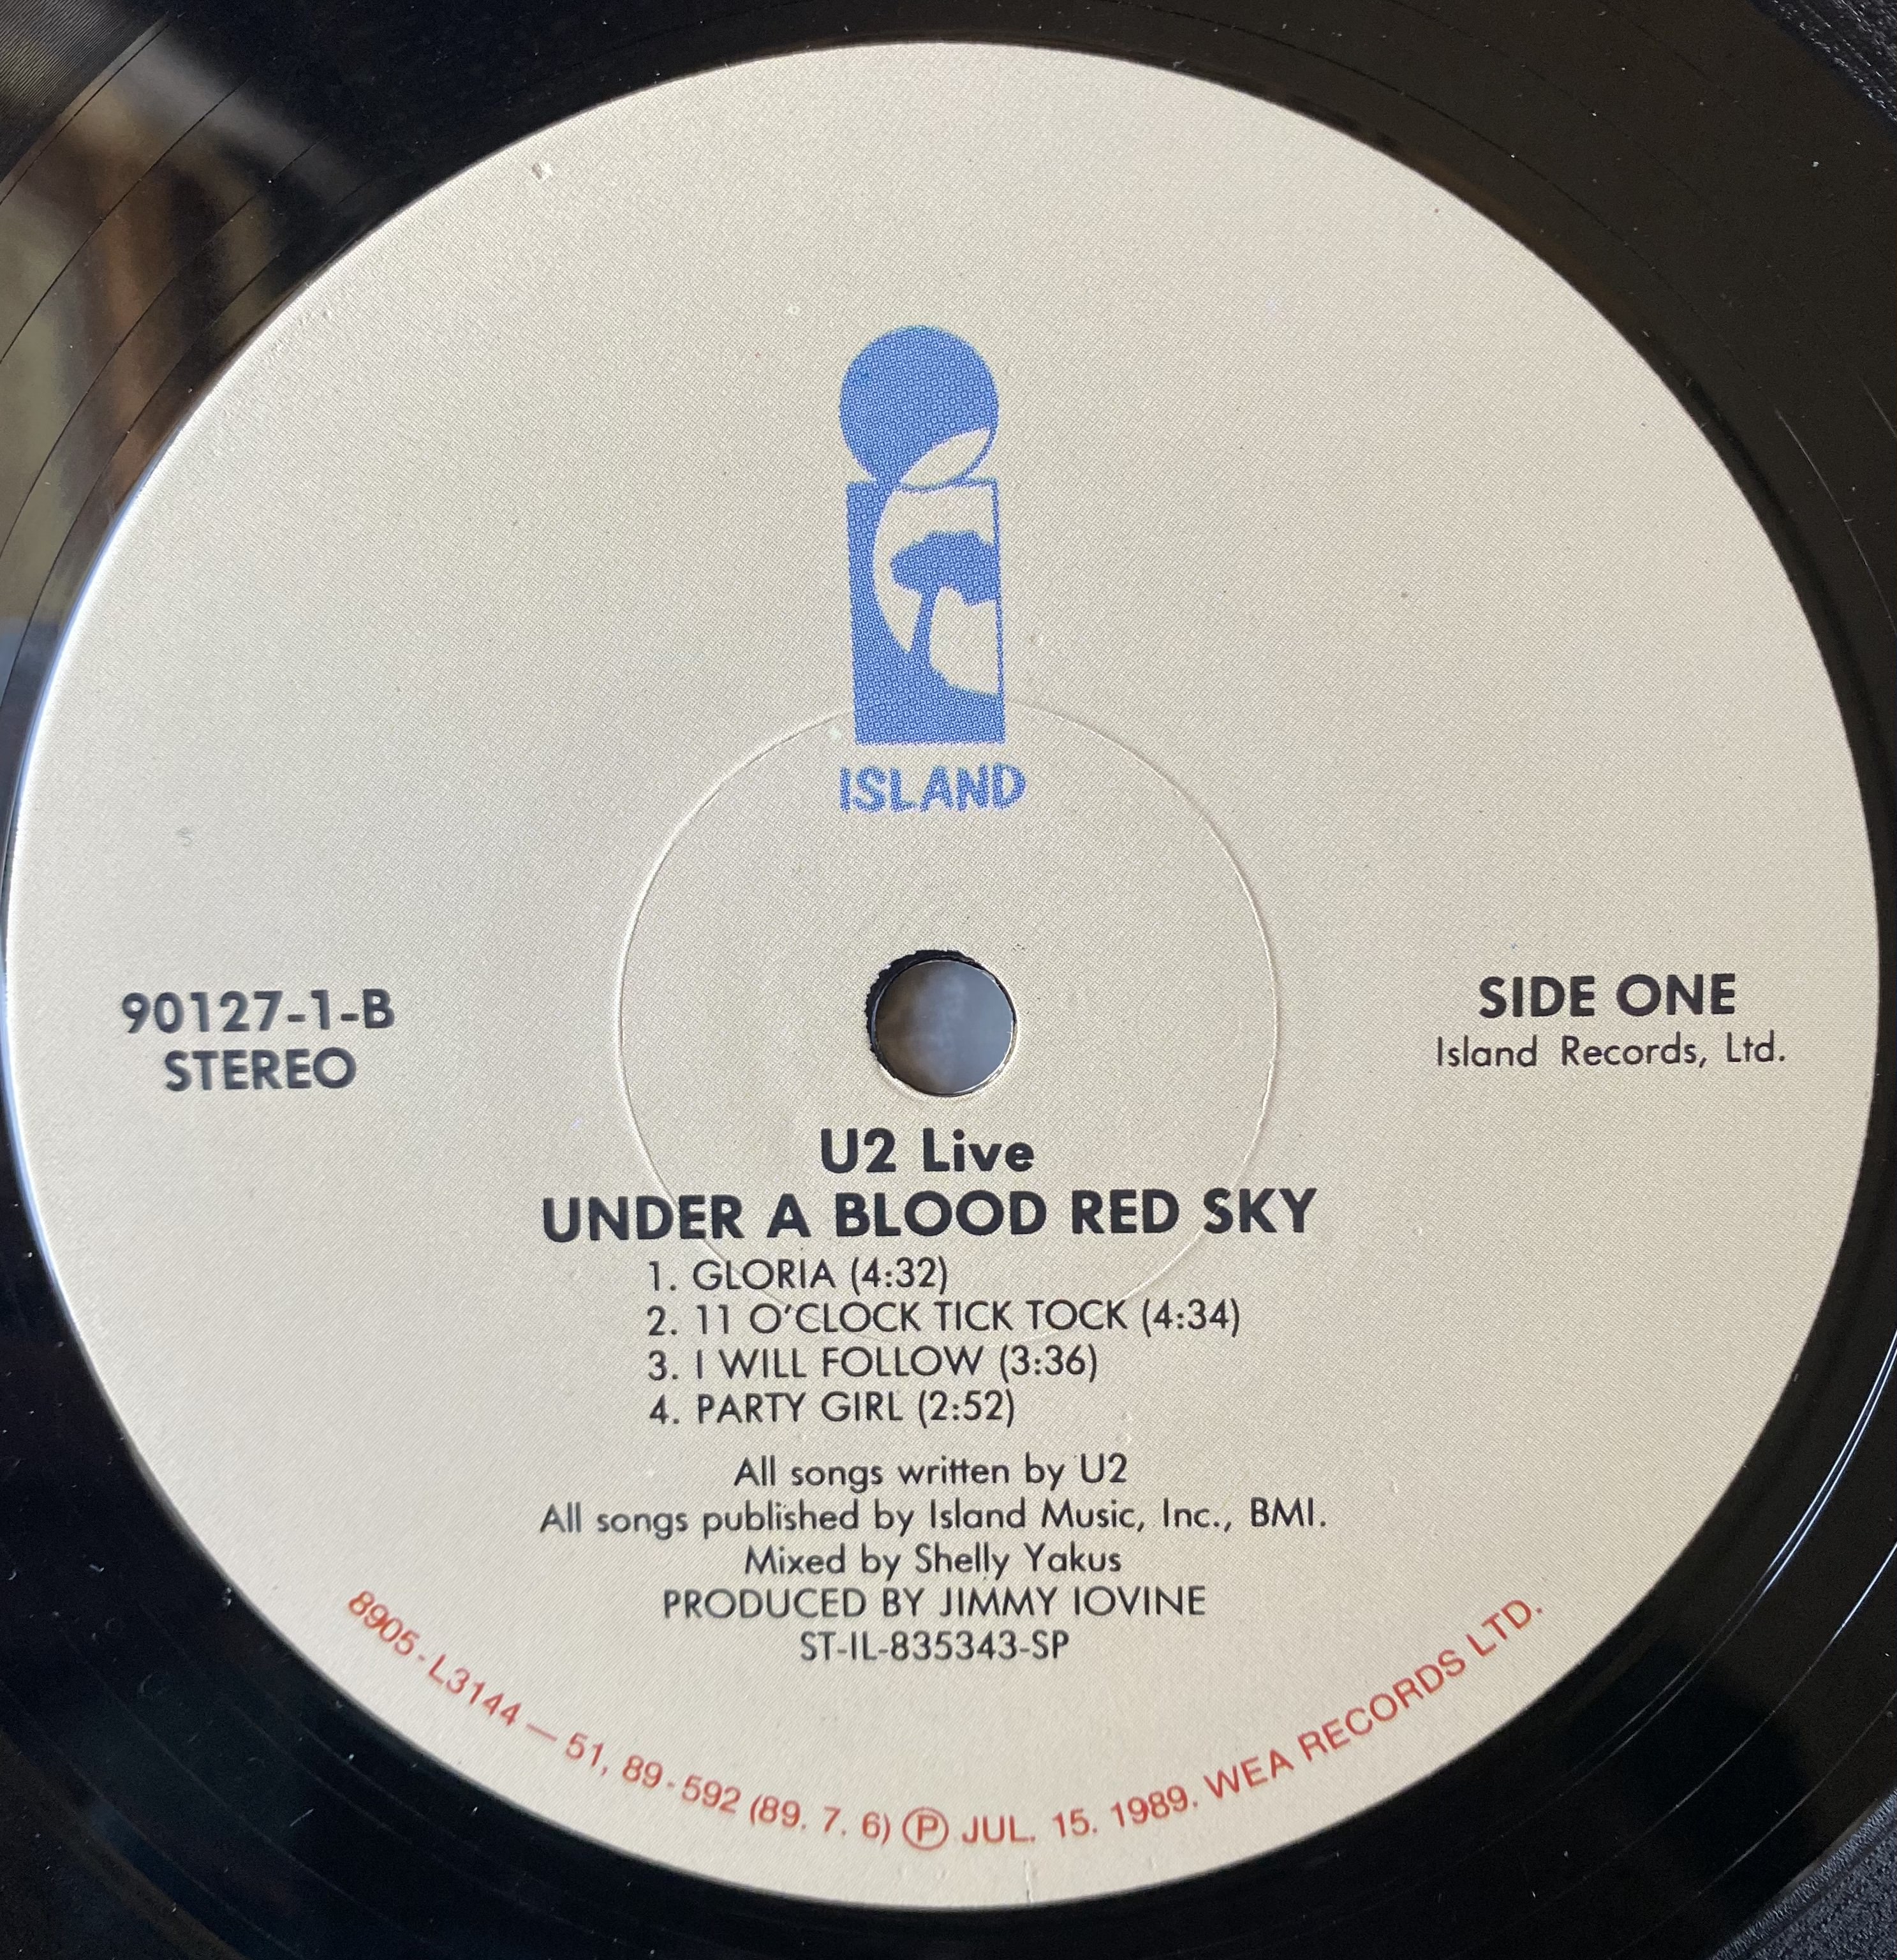 ISLAND
90127-1-B
STEREO
SIDE ONE
Island Records, Ltd.
U2 Live
UNDER A BLOOD RED SKY
1. GLORIA (4:32)
2. 11 O'CLOCK TICK TOCK (4:34)
3. I WILL FOLLOW (3:36)
4. PARTY GIRL (2:52)
All songs written by U2
All songs published by Island Music, Inc., BMI.
Mixed by Shelly Yakus
PRODUCED BY JIMMY IOVINE
ST-IL-835343-SP
8905-L3144 — 51, 89-592 (89. 7. 6) Ⓟ JUL. 15. 1989. WEA RECORDS LTD.